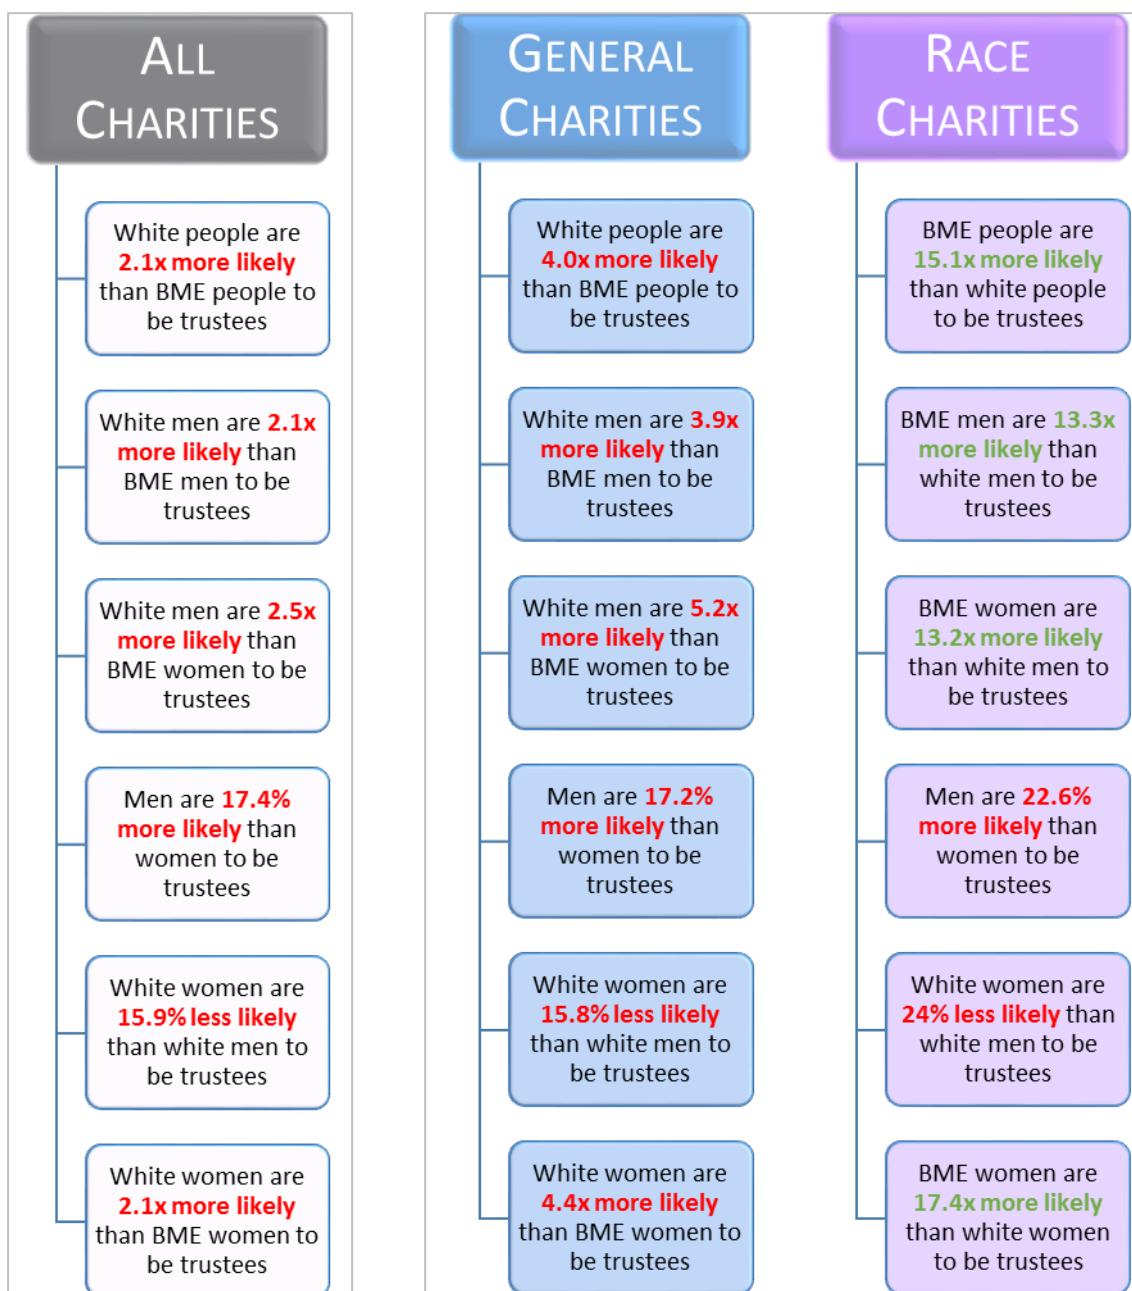 ALL
CHARITIES
White people are
2.1x more likely
than BME people to
be trustees
White men are 2.1x
more likely than
BME men to be
trustees
White men are 2.5x
more likely than
BME women to be
trustees
Men are 17.4%
more likely than
women to be
trustees
White women are
15.9% less likely
than white men to
be trustees
White women are
2.1x more likely
than BME women to
be trustees
GENERAL
CHARITIES
White people are
4.0x more likely
than BME people to
be trustees
White men are 3.9x
more likely than
BME men to be
trustees
White men are 5.2x
more likely than
BME women to be
trustees
Men are 17.2%
more likely than
women to be
trustees
White women are
15.8% less likely
than white men to
be trustees
White women are
4.4x more likely
than BME women to
be trustees
RACE
CHARITIES
BME people are
15.1x more likely
than white people
to be trustees
BME men are 13.3x
more likely than
white men to be
trustees
BME women are
13.2x more likely
than white men to
be trustees
Men are 22.6%
more likely than
women to be
trustees
White women are
24% less likely than
white men to be
trustees
BME women are
17.4x more likely
than white women
to be trustees